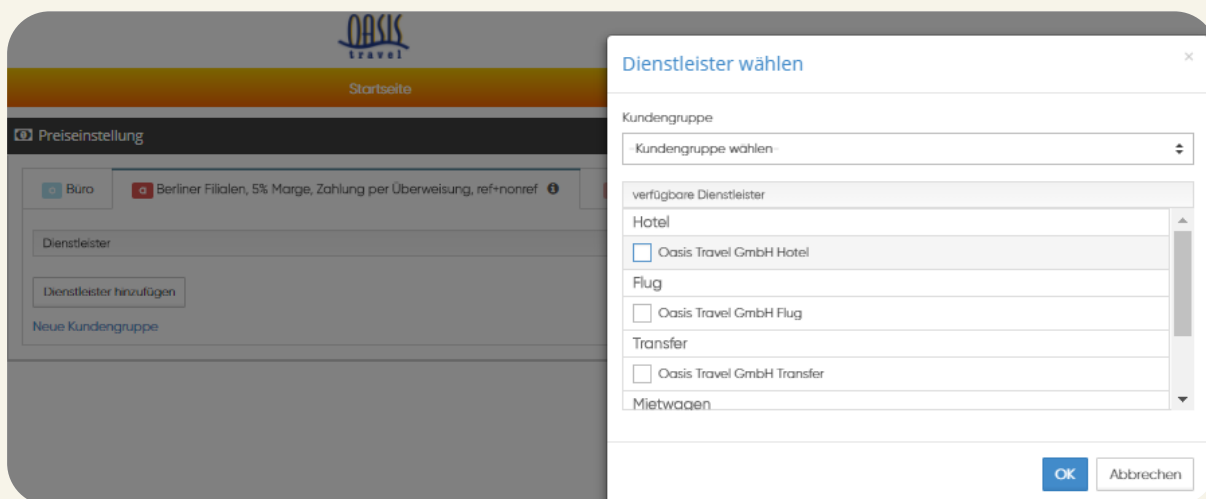 OASIS
travel
Startseite
Preiseinstellung
a Büro
a Berliner Filialen, 5% Marge, Zahlung per Überweisung, ref+nonref
Dienstleister
Dienstleister hinzufügen
Neue Kundengruppe
Dienstleister wählen
×
Kundengruppe
-Kundengruppe wählen-
verfügbare Dienstleister
Hotel
Oasis Travel GmbH Hotel
Flug
Oasis Travel GmbH Flug
Transfer
Oasis Travel GmbH Transfer
Mietwagen
OK
Abbrechen